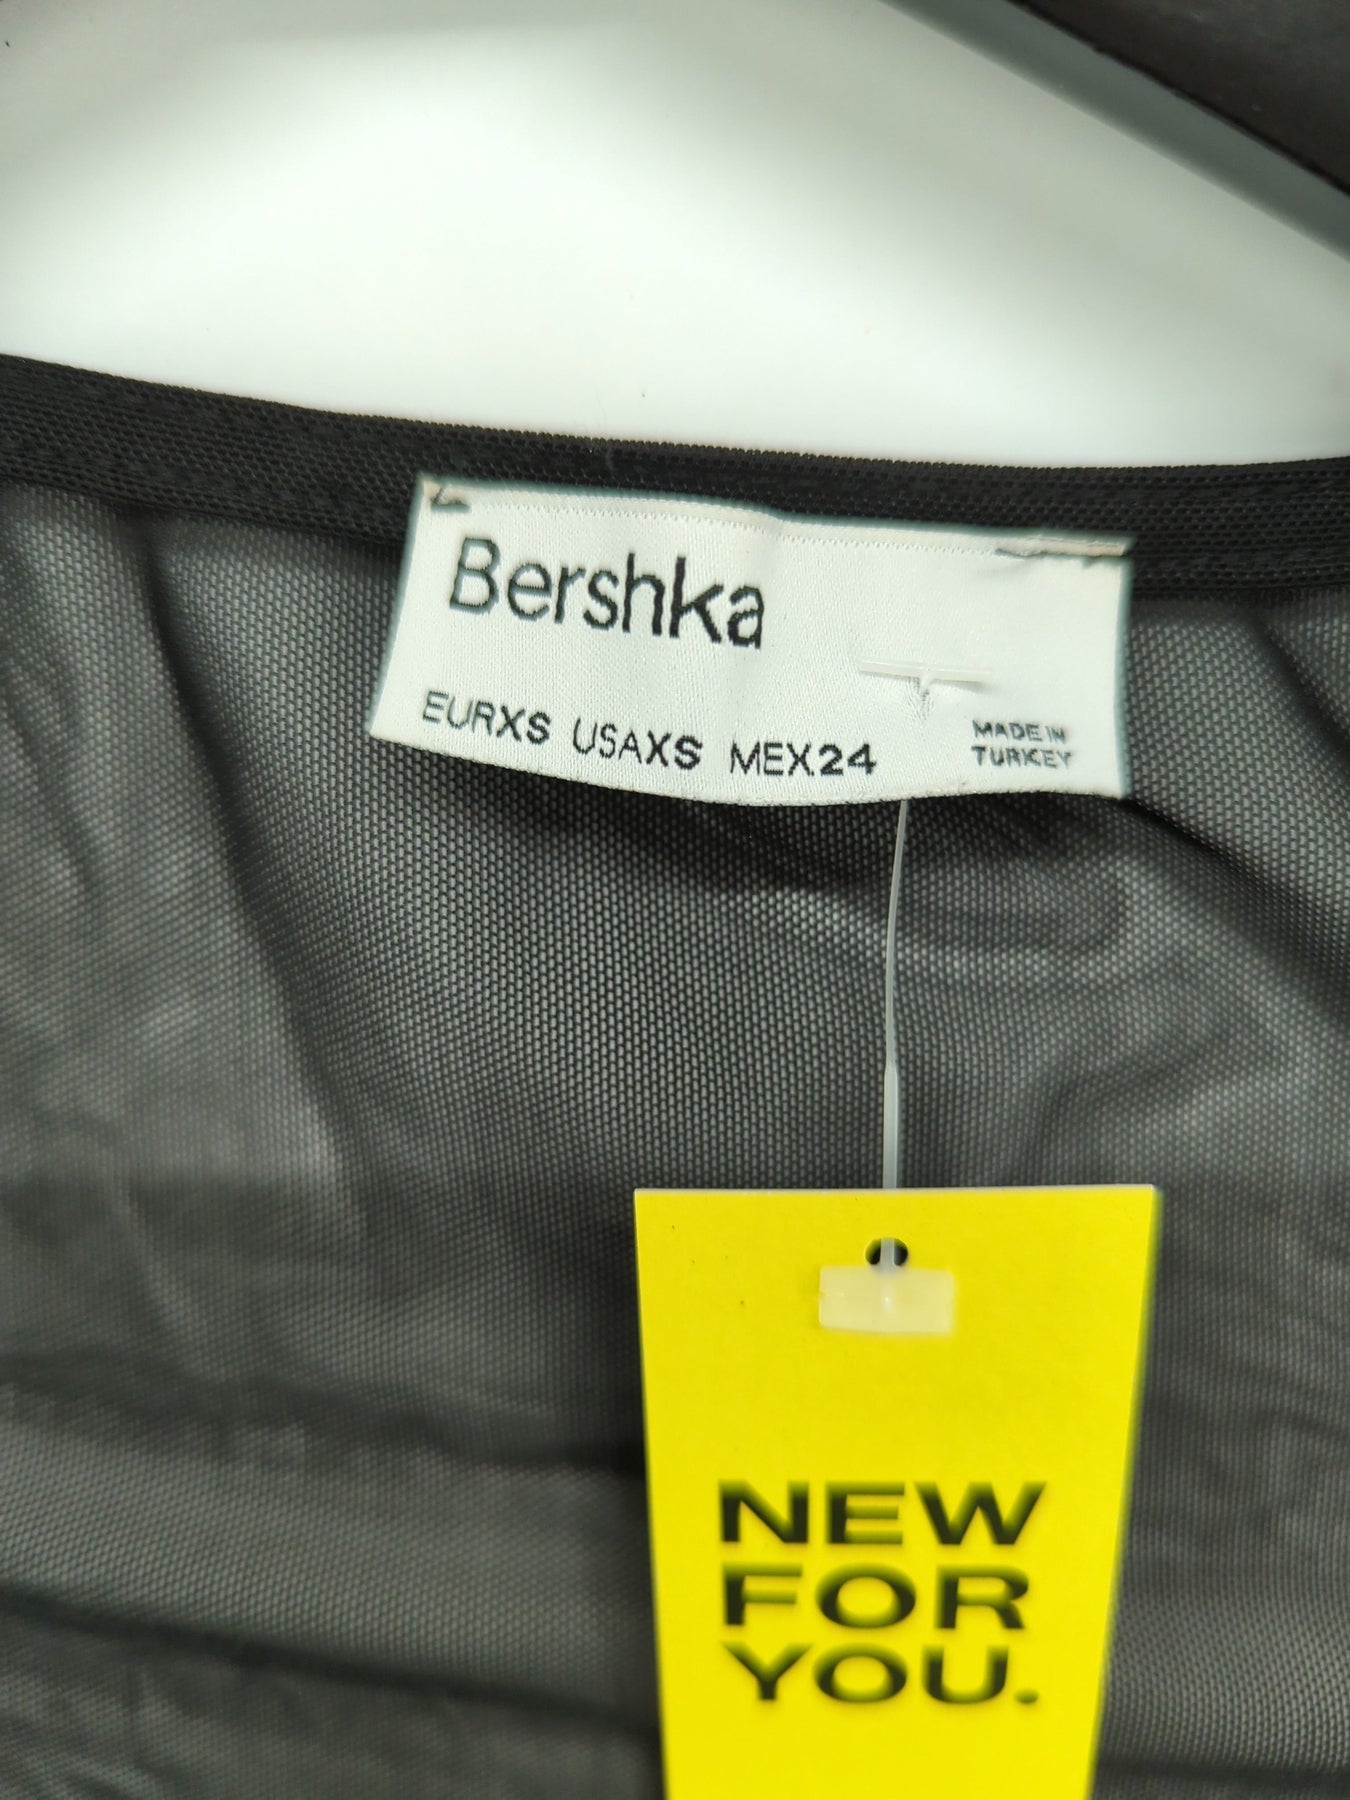 Bershka
EURXS USAXS MEX24
MADE IN
TURKEY
NEW
FOR
YOU.